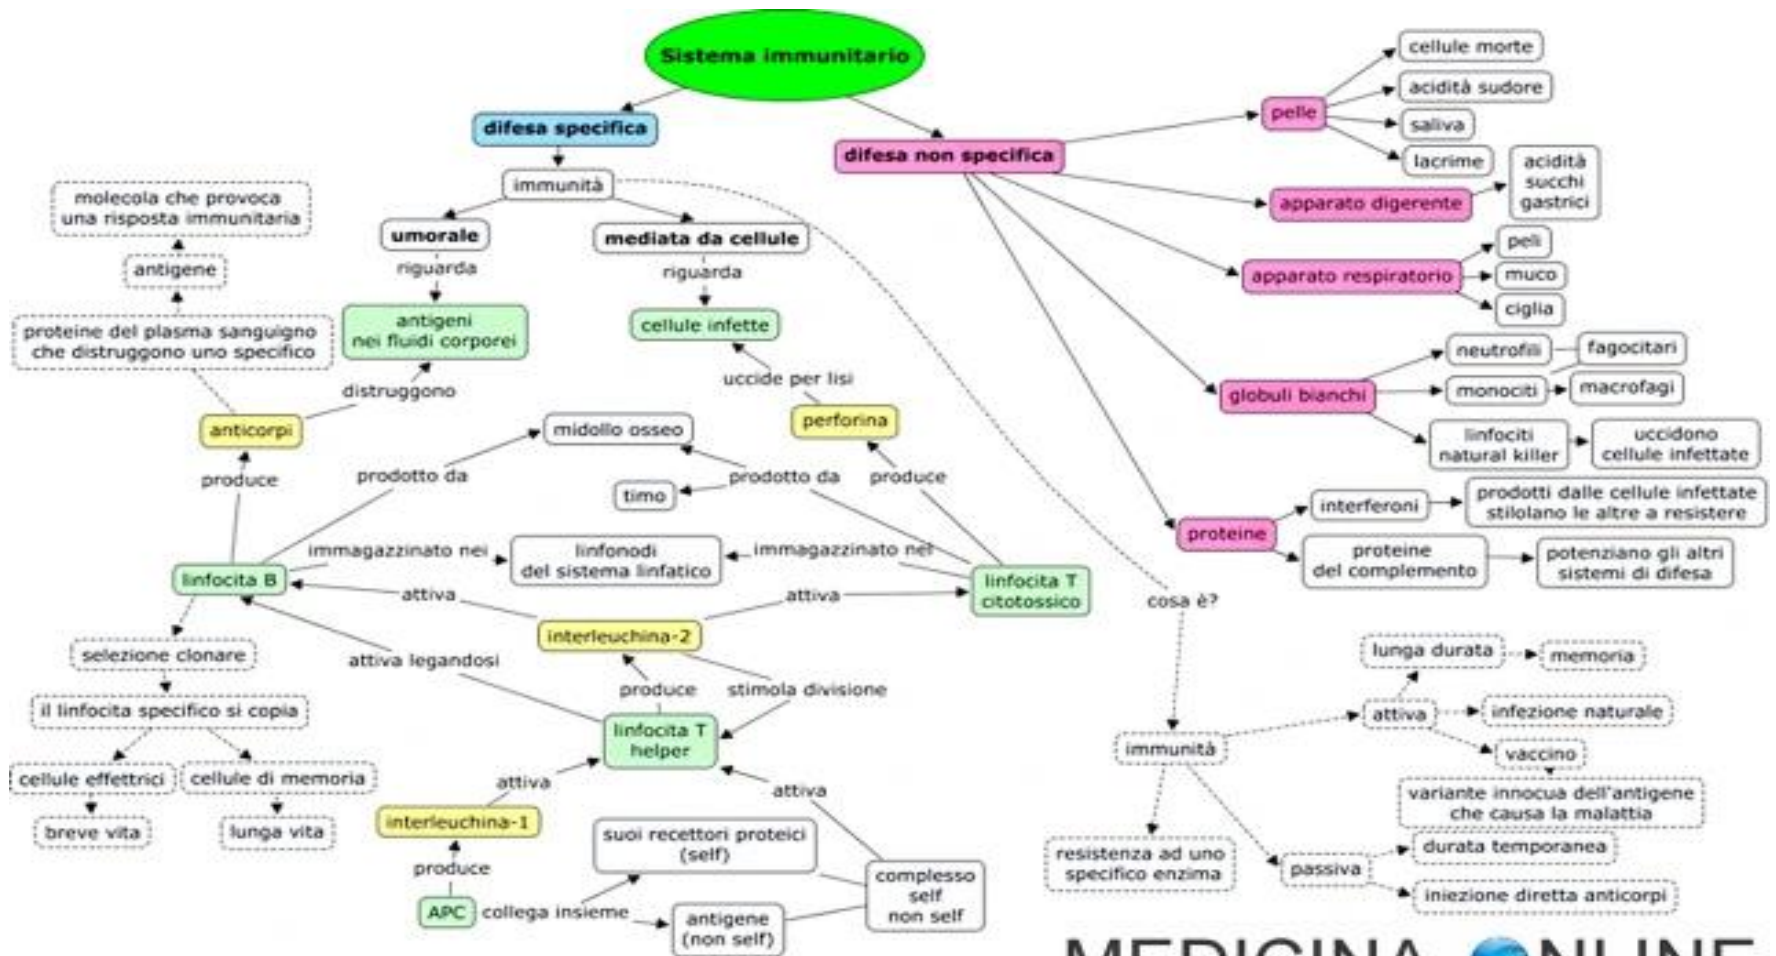 Sistema immunitario
difesa specifica
immunità
umorale
riguarda
antigeni
nei fluidi corporei
mediata da cellule
riguarda
cellule infette
uccide per lisi
perforina
produce
molecola che provoca
una risposta immunitaria
antigene
proteine del plasma sanguigno
che distruggono uno specifico
distruggono
anticorpi
produce
midollo osseo
prodotto da
timo
prodotto da
immagazzinato nei
linfonodi
del sistema linfatico
immagazzinato nei
linfocita B
linfocita T
citotossico
attiva
attiva
interleuchina-2
selezione clonare
attiva legandosi
produce
stimola divisione
il linfocita specifico si copia
linfocita T
helper
cellule effettrici
cellule di memoria
breve vita
lunga vita
attiva
attiva
interleuchina-1
produce
APC
collega insieme
suoi recettori proteici
(self)
antigene
(non self)
complesso
self
non self
difesa non specifica
pelle
cellule morte
acidità sudore
saliva
lacrime
apparato digerente
acidità
succhi
gastrici
apparato respiratorio
peli
muco
ciglia
globuli bianchi
neutrofili
fagocitari
monociti
macrofagi
linfociti
natural killer
uccidono
cellule infettate
proteine
interferoni
prodotti dalle cellule infettate
stilolano le altre a resistere
proteine
del complemento
potenziano gli altri
sistemi di difesa
cosa è?
immunità
attiva
lunga durata
memoria
infezione naturale
vaccino
variante innocua dell'antigene
che causa la malattia
resistenza ad uno
specifico enzima
passiva
durata temporanea
iniezione diretta anticorpi
MEDICINA ONLINE